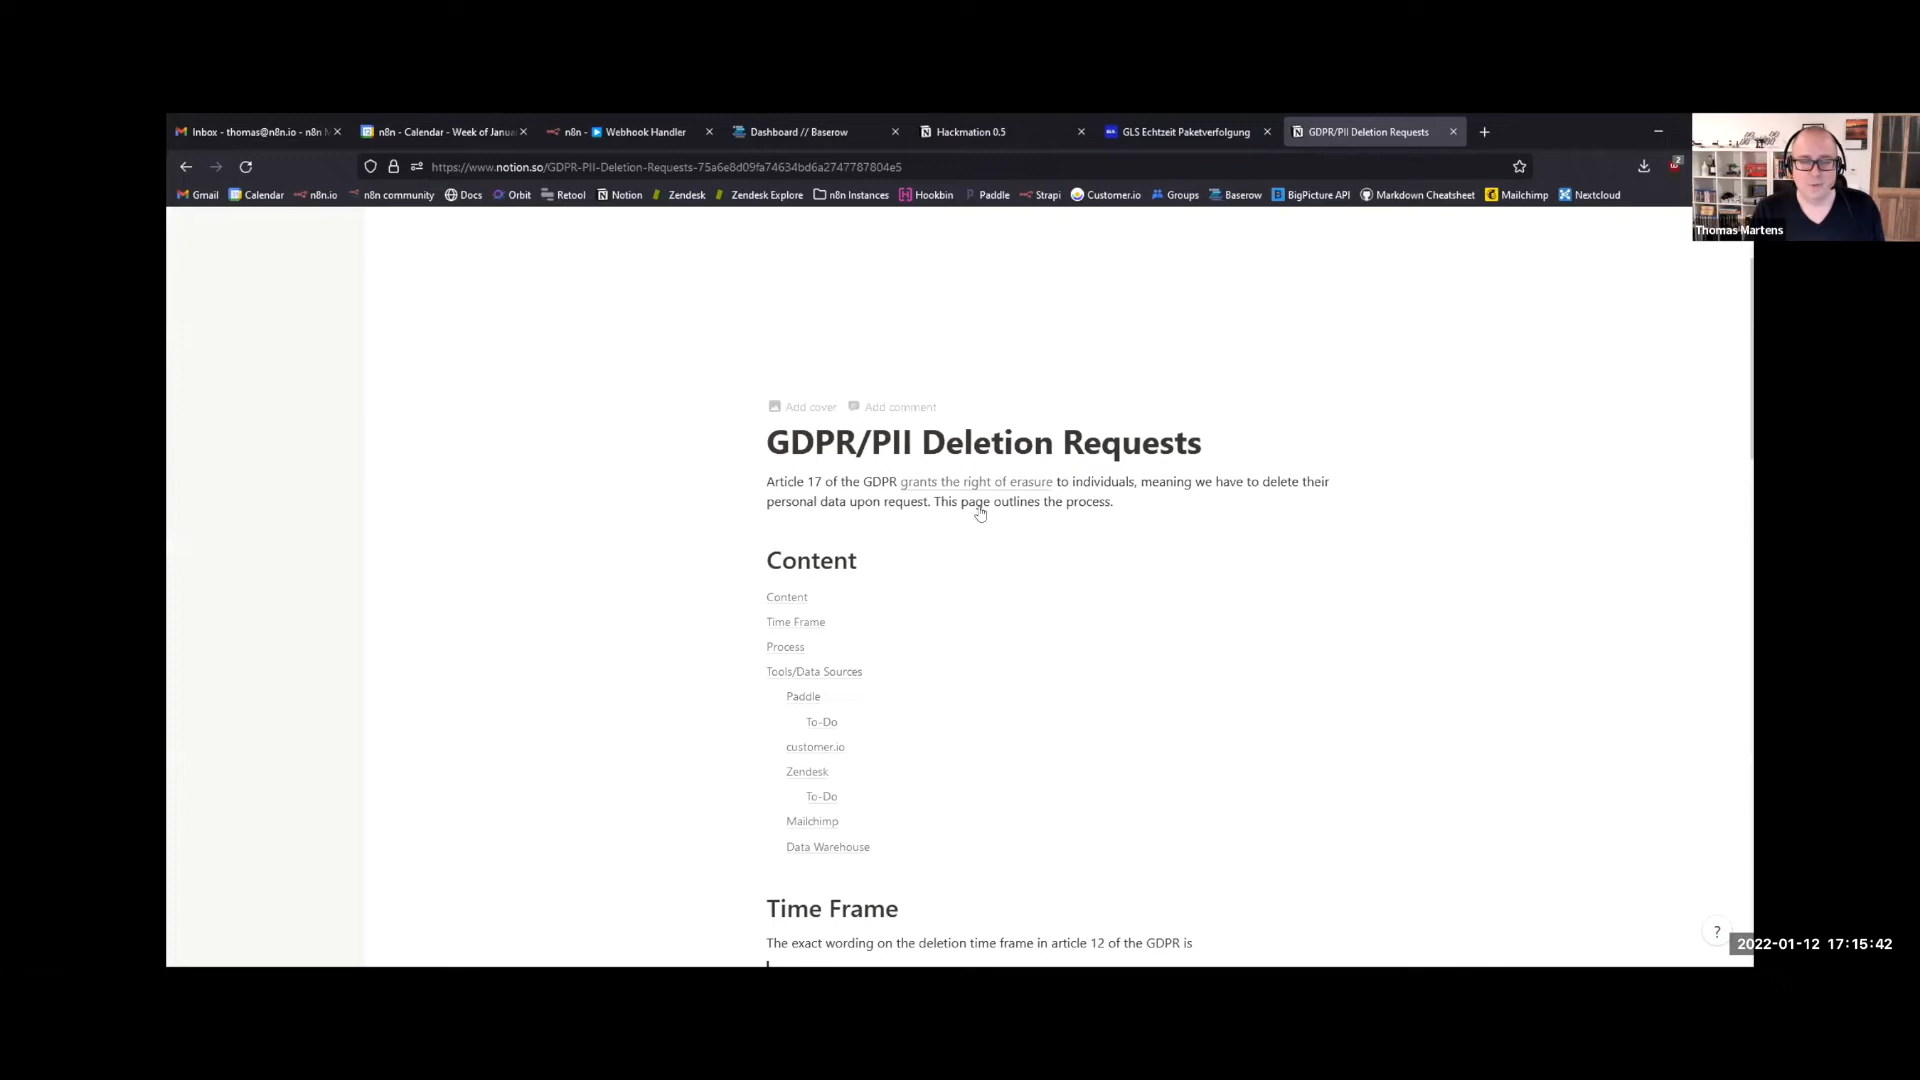 Inbox - thomas@n8n.io - n8n M
n8n - Calendar - Week of Janua
n8n - Webhook Handler
Dashboard // Baserow
Hackmation 0.5
GLS Echtzeit Paketverfolgung
GDPR/PII Deletion Requests
https://www.notion.so/GDPR-PII-Deletion-Requests-75a6e8d09fa74634bd6a2747787804e5
2
Gmail
Calendar
n8n.io
n8n community
Docs
Orbit
Retool
Notion
Zendesk
Zendesk Explore
n8n Instances
Hookbin
Paddle
Strapi
Customer.io
Groups
Baserow
BigPicture API
Markdown Cheatsheet
Mailchimp
Nextcloud
Thomas Martens
Add cover
Add comment
GDPR/PII Deletion Requests
Article 17 of the GDPR grants the right of erasure to individuals, meaning we have to delete their
personal data upon request. This page outlines the process.
Content
Content
Time Frame
Process
Tools/Data Sources
Paddle
To-Do
customer.io
Zendesk
To-Do
Mailchimp
Data Warehouse
Time Frame
The exact wording on the deletion time frame in article 12 of the GDPR is
?
2022-01-12 17:15:42